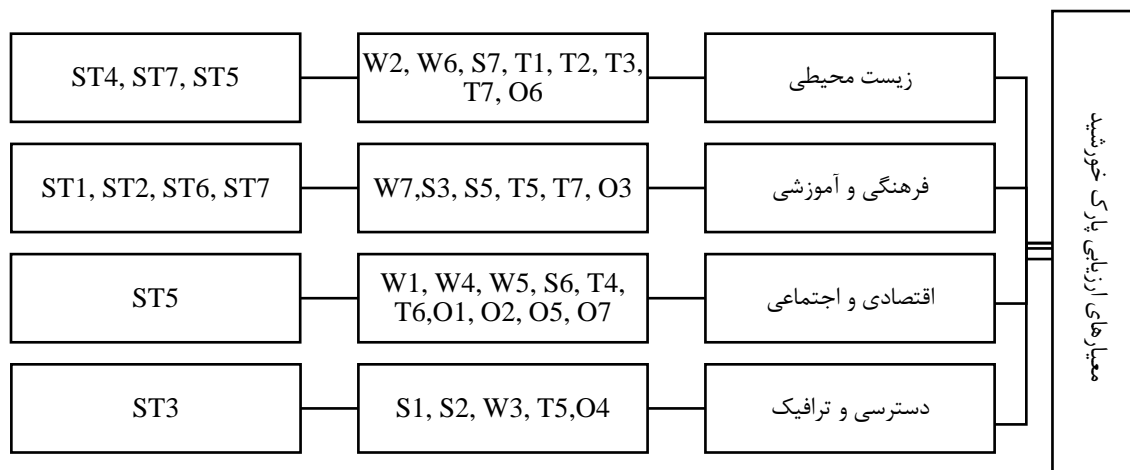 معیارهای ارزیابی پارک خورشید
زیست محیطی
W2, W6, S7, T1, T2, T3,
T7, O6
ST4, ST7, ST5
فرهنگی و آموزشی
W7,S3, S5, T5, T7, O3
ST1, ST2, ST6, ST7
اقتصادی و اجتماعی
W1, W4, W5, S6, T4,
T6,O1, O2, O5, O7
ST5
دسترسی و ترافیک
S1, S2, W3, T5,O4
ST3